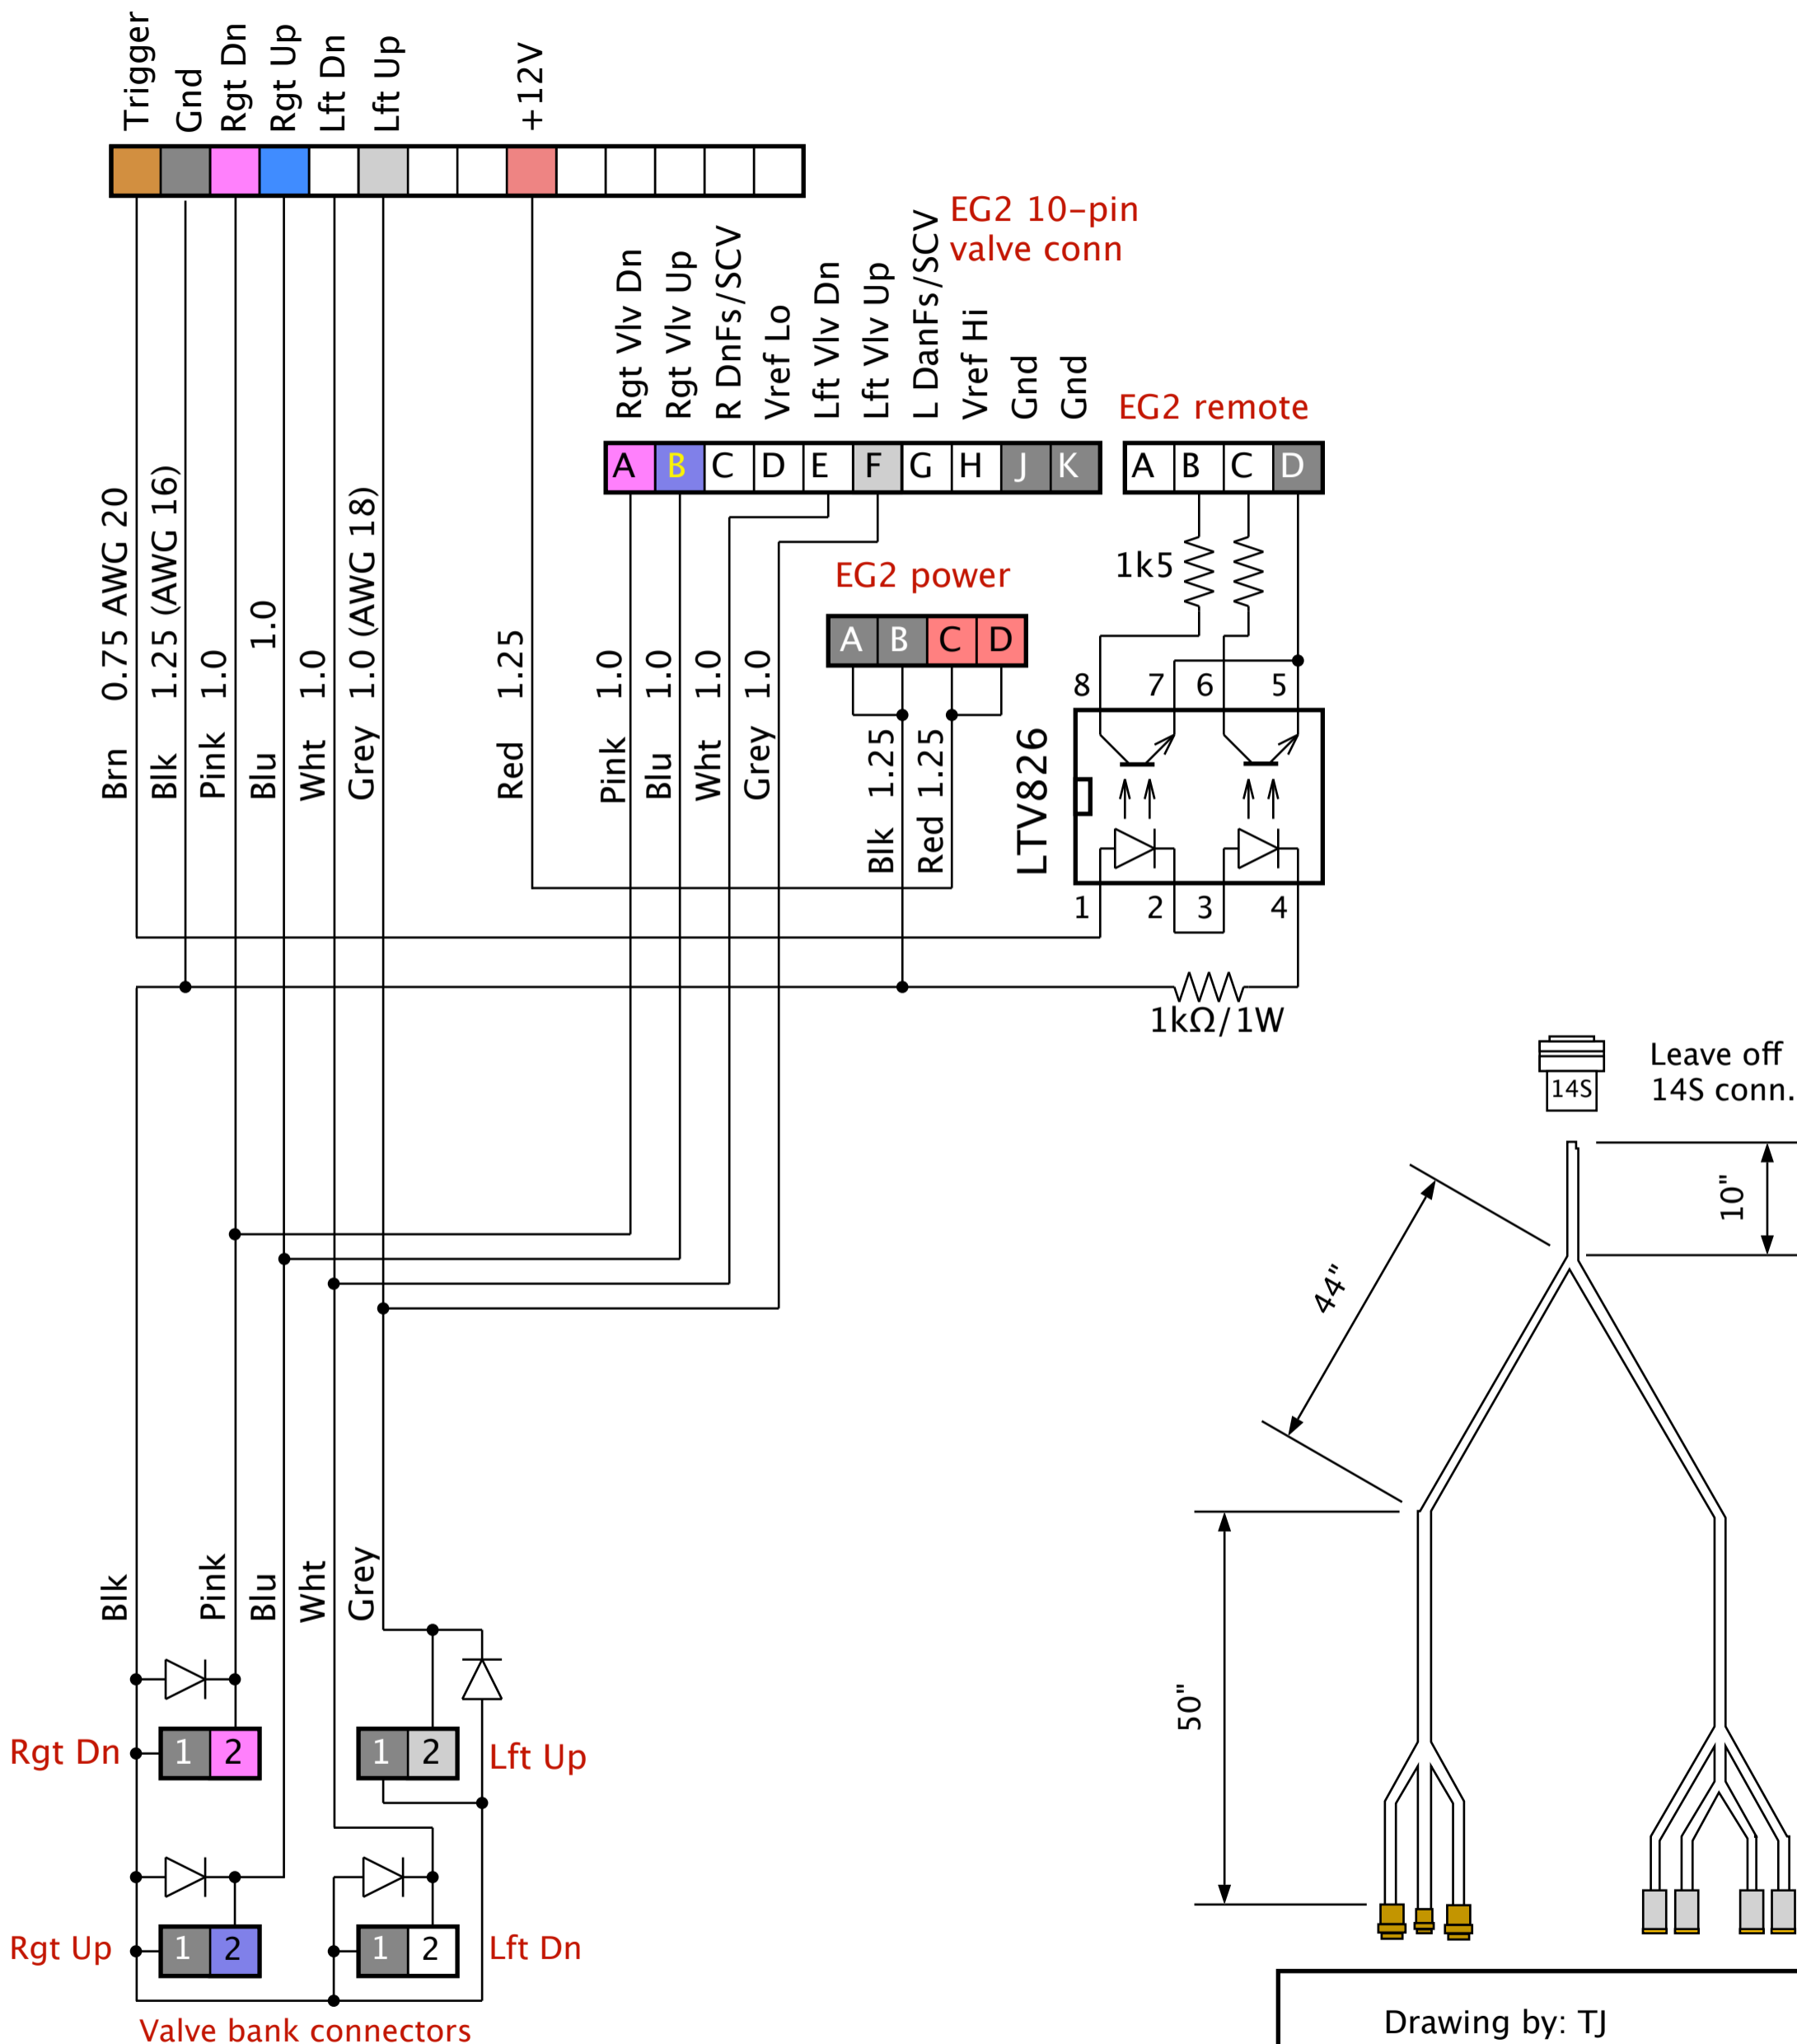 Trigger
Gnd
Rgt Dn
Rgt Up
Lft Dn
Lft Up
+12V
EG2 10-pin
valve conn
Rgt Vlv Dn
Rgt Vlv Up
R DnFs/SCV
Vref Lo
Lft Vlv Dn
Lft Vlv Up
L DanFs/SCV
Vref Hi
Gnd
Gnd
EG2 remote
A B C D E F G H J K
A B C D
1k5
EG2 power
A B C D
Brn 0.75 AWG 20
Blk 1.25 (AWG 16)
Pink 1.0
Blu 1.0
Wht 1.0
Grey 1.0 (AWG 18)
Red 1.25
Pink 1.0
Blu 1.0
Wht 1.0
Grey 1.0
Blk 1.25
Red 1.25
8 7 6 5
LTV826
1 2 3 4
1kΩ/1W
14S
Leave off
14S conn.
10"
44"
50"
Blk
Pink
Blu
Wht
Grey
Rgt Dn
1 2
1 2
Lft Up
Rgt Up
1 2
1 2
Lft Dn
Valve bank connectors
Drawing by: TJ